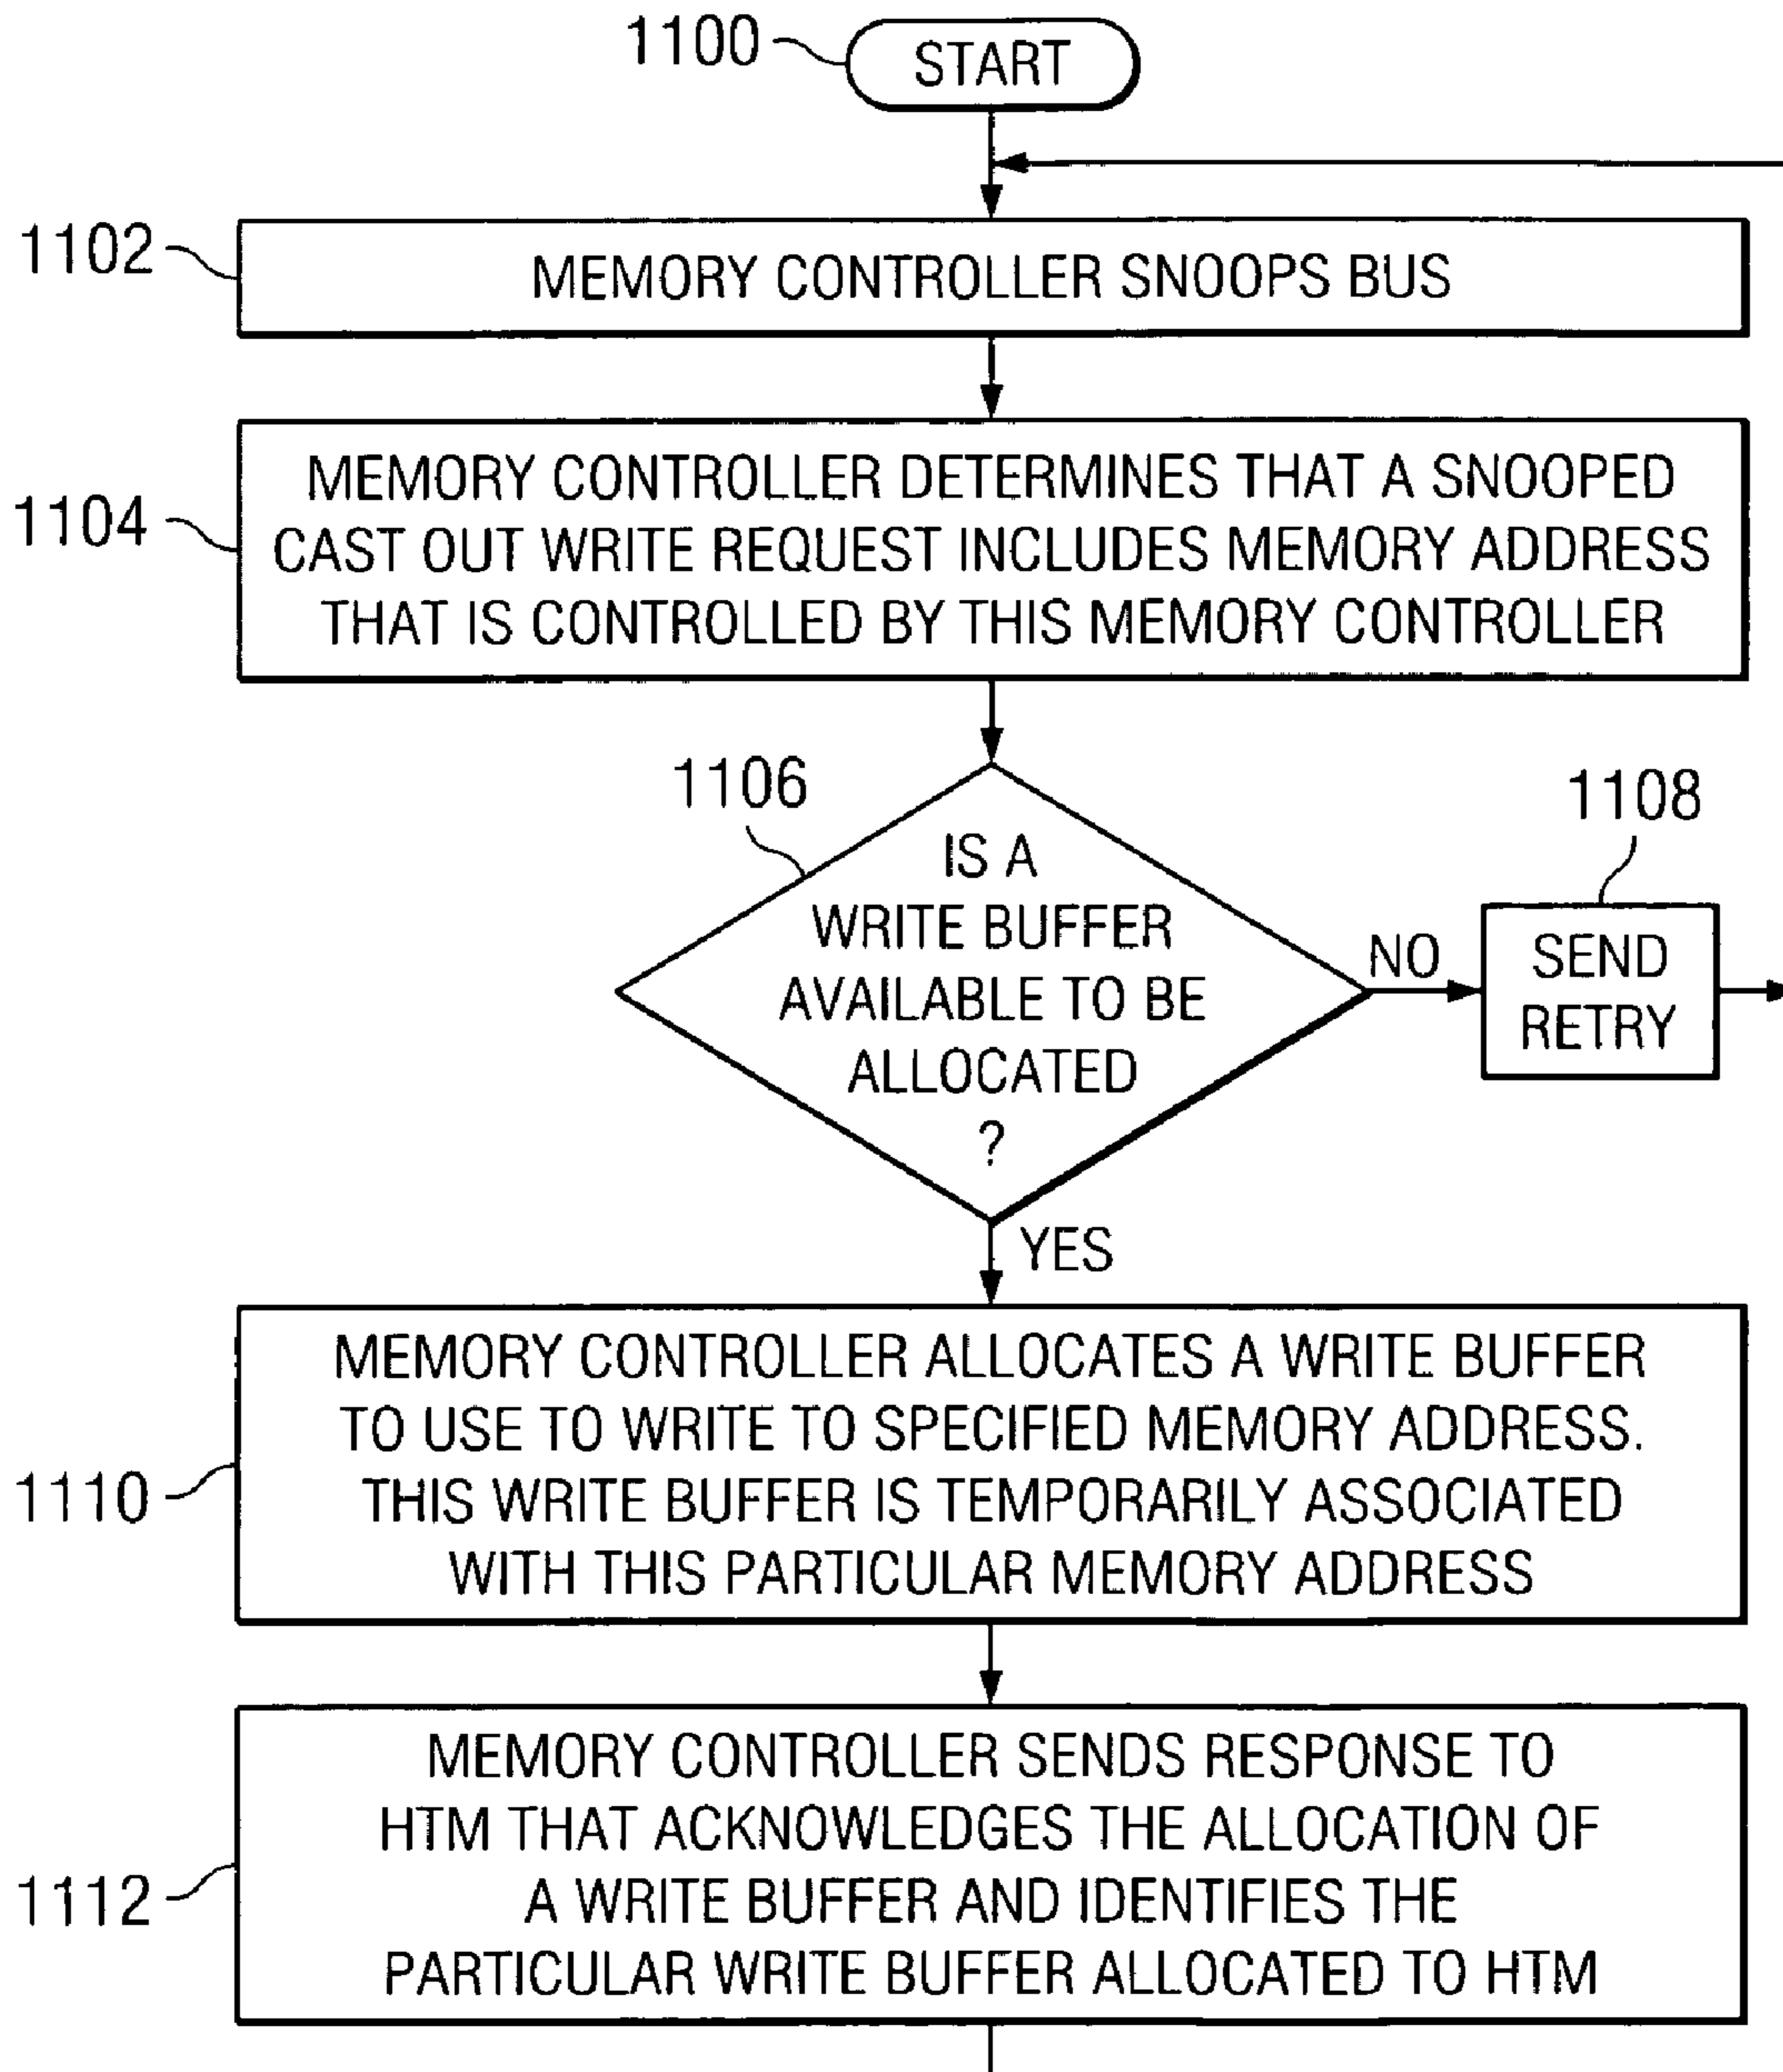 1100
START
1102
MEMORY CONTROLLER SNOOPS BUS
1104
MEMORY CONTROLLER DETERMINES THAT A SNOOPED
CAST OUT WRITE REQUEST INCLUDES MEMORY ADDRESS
THAT IS CONTROLLED BY THIS MEMORY CONTROLLER
1106
IS A
WRITE BUFFER
AVAILABLE TO BE
ALLOCATED
?
NO
1108
SEND
RETRY
YES
1110
MEMORY CONTROLLER ALLOCATES A WRITE BUFFER
TO USE TO WRITE TO SPECIFIED MEMORY ADDRESS.
THIS WRITE BUFFER IS TEMPORARILY ASSOCIATED
WITH THIS PARTICULAR MEMORY ADDRESS
1112
MEMORY CONTROLLER SENDS RESPONSE TO
HTM THAT ACKNOWLEDGES THE ALLOCATION OF
A WRITE BUFFER AND IDENTIFIES THE
PARTICULAR WRITE BUFFER ALLOCATED TO HTM